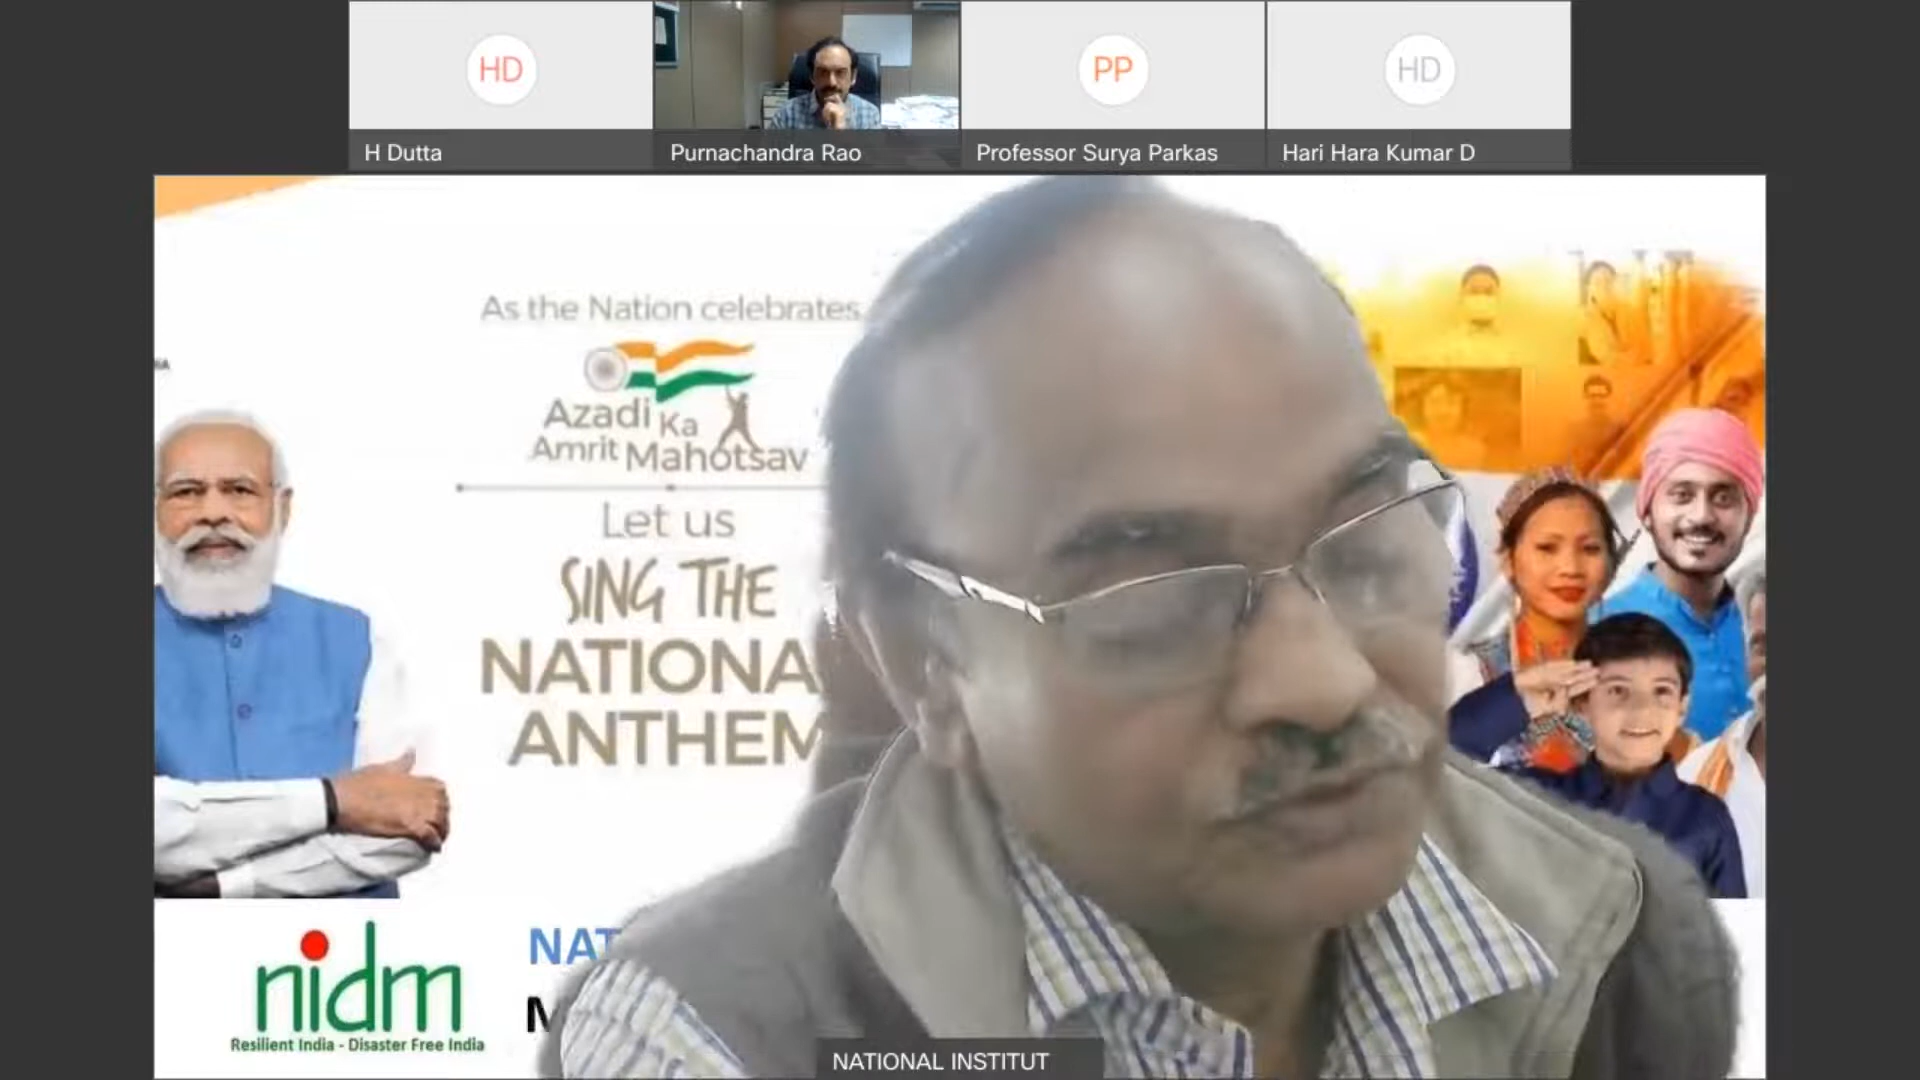 HD
PP
HD
H Dutta
Purnachandra Rao
Professor Surya Parkas
Hari Hara Kumar D
As the Nation celebrates
Azadi Ka
Amrit Mahotsav
Let us
SING THE
NATIONA
ANTHEM
nidm
Resilient India - Disaster Free India
NAT
M
NATIONAL INSTITUT